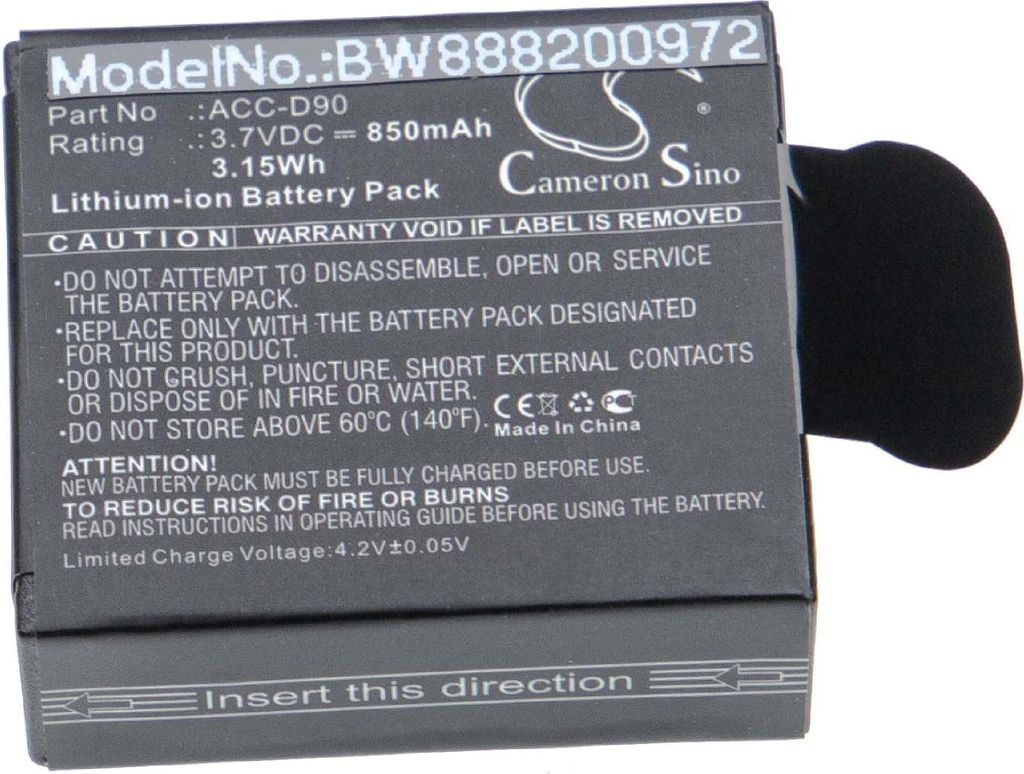 ModelNo.:BW888200972
Part No .:ACC-D90
Rating .:3.7VDC ⎓ 850mAh
3.15Wh
Lithium-ion Battery Pack
Cameron Sino
®
CAUTION| WARRANTY VOID IF LABEL IS REMOVED
·DO NOT ATTEMPT TO DISASSEMBLE, OPEN OR SERVICE
THE BATTERY PACK.
·REPLACE ONLY WITH THE BATTERY PACK DESIGNATED
FOR THIS PRODUCT.
·DO NOT CRUSH, PUNCTURE, SHORT EXTERNAL CONTACTS
OR DISPOSE OF IN FIRE OR WATER.
·DO NOT STORE ABOVE 60°C (140°F).
CE
Made In China
ATTENTION!
NEW BATTERY PACK MUST BE FULLY CHARGED BEFORE USE.
TO REDUCE RISK OF FIRE OR BURNS
READ INSTRUCTIONS IN OPERATING GUIDE BEFORE USING THE BATTERY.
Limited Charge Voltage:4.2V±0.05V
Insert this direction